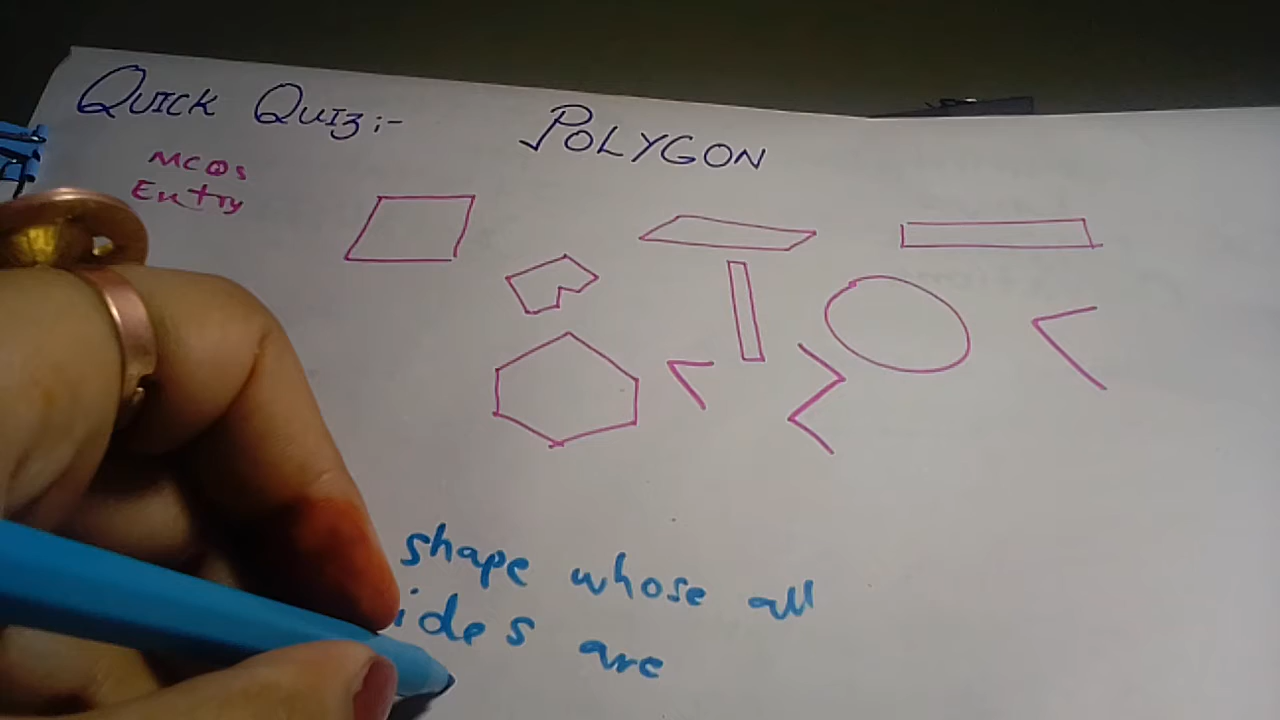 QUICK QUIZ:-
POLYGON
MCQs
Entry
shape whose all
ides are